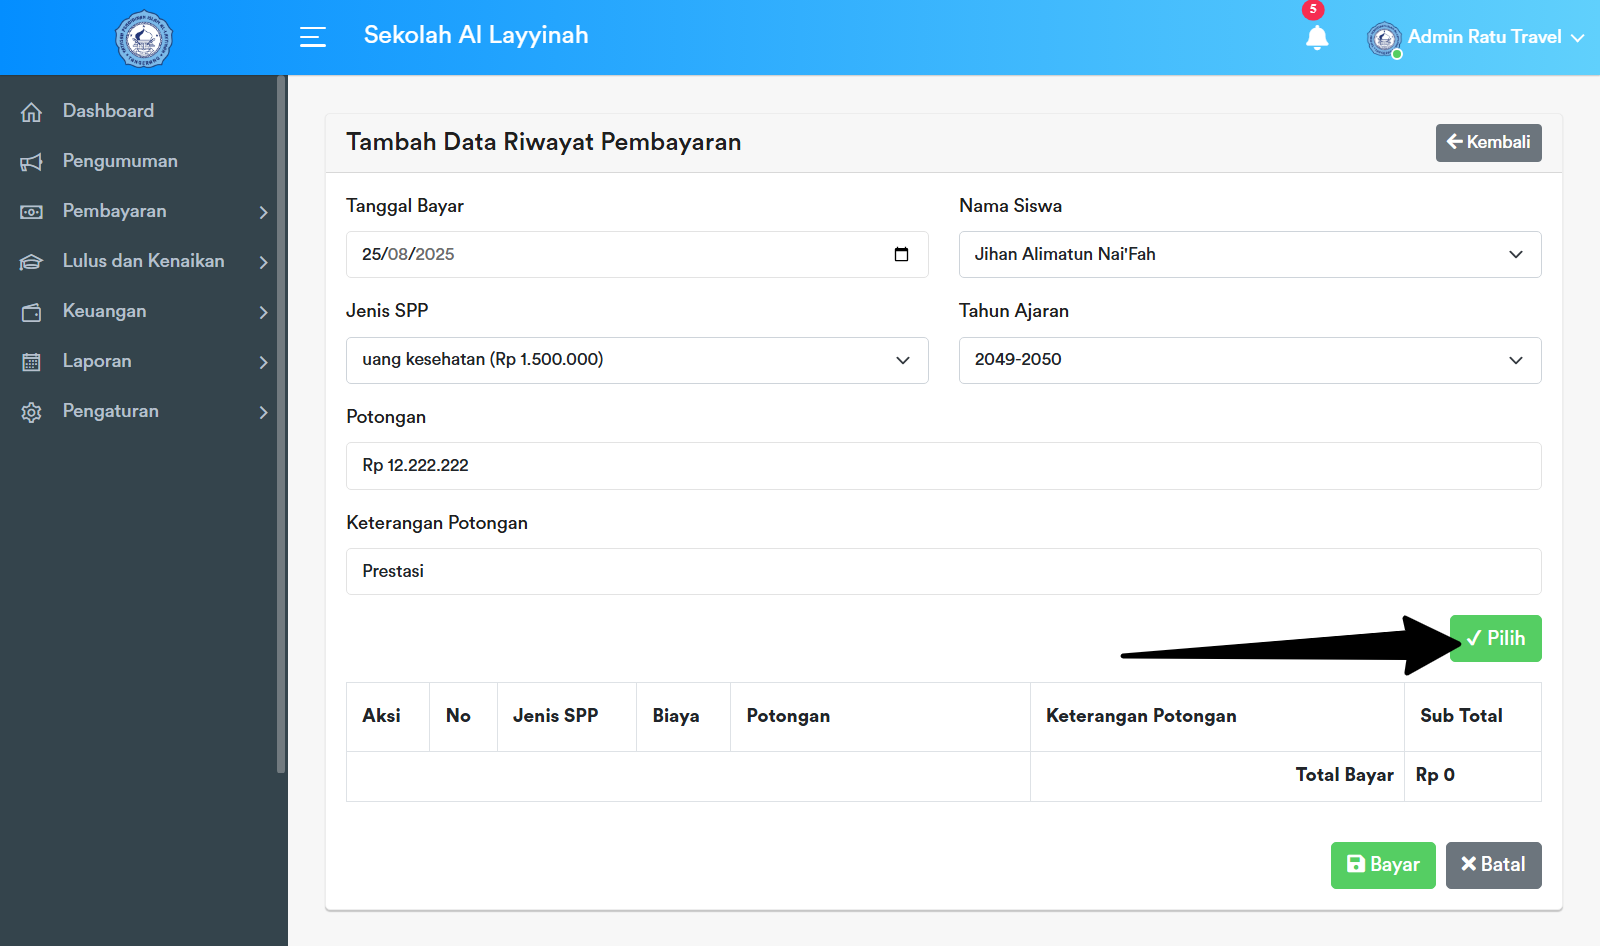 Sekolah Al Layyinah
5
Admin Ratu Travel
Dashboard
Pengumuman
Pembayaran
Lulus dan Kenaikan
Keuangan
Laporan
Pengaturan
Tambah Data Riwayat Pembayaran
Kembali
Tanggal Bayar
Nama Siswa
25/08/2025
Jihan Alimatun Nai'Fah
Jenis SPP
Tahun Ajaran
uang kesehatan (Rp 1.500.000)
2049-2050
Potongan
Rp 12.222.222
Keterangan Potongan
Prestasi
Pilih
Aksi No Jenis SPP Biaya Potongan Keterangan Potongan Sub Total
Total Bayar Rp 0
Bayar
Batal